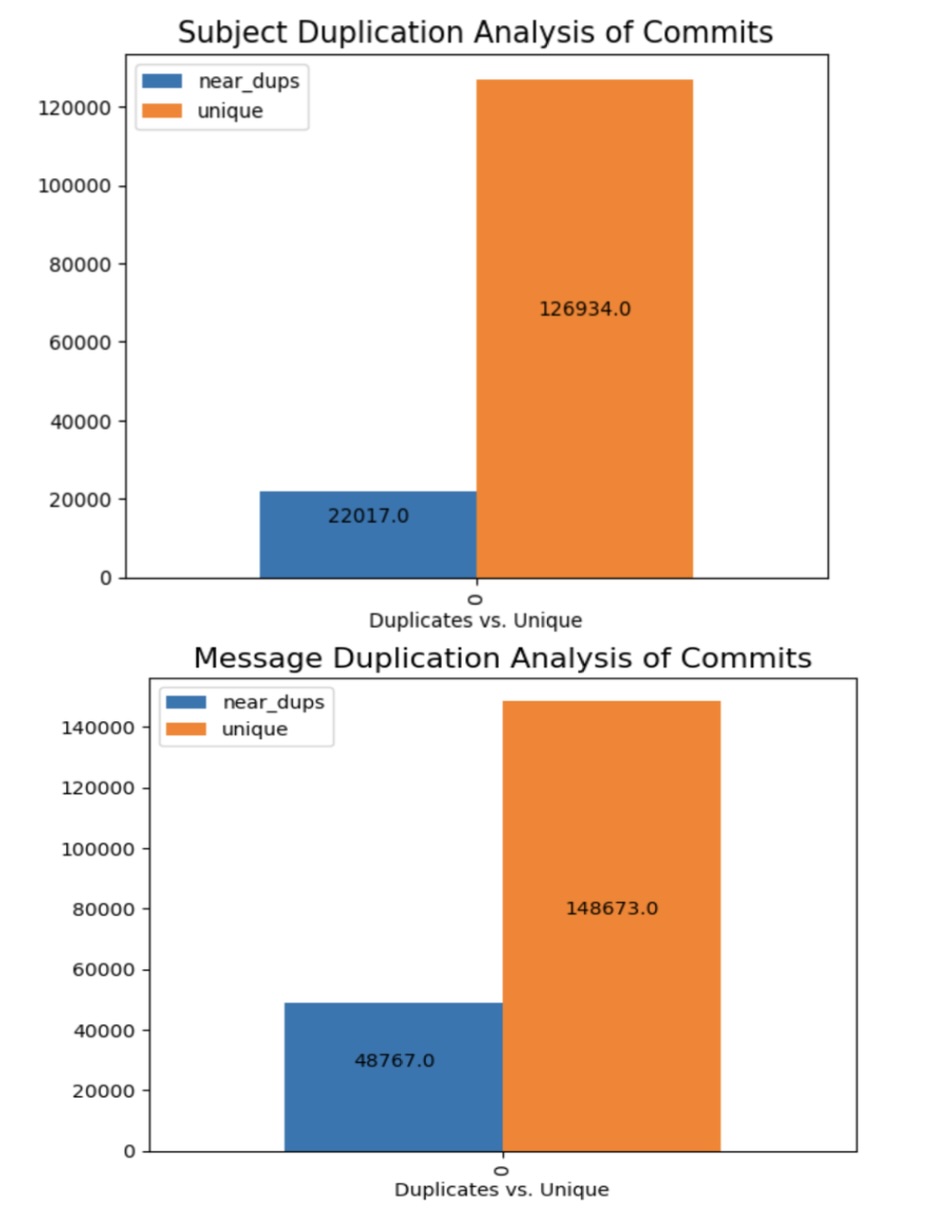 Subject Duplication Analysis of Commits
near_dups
unique
120000
100000
80000
60000
40000
20000
0
126934.0
22017.0
0
Duplicates vs. Unique
Message Duplication Analysis of Commits
near_dups
unique
140000
120000
100000
80000
60000
40000
20000
0
148673.0
48767.0
0
Duplicates vs. Unique